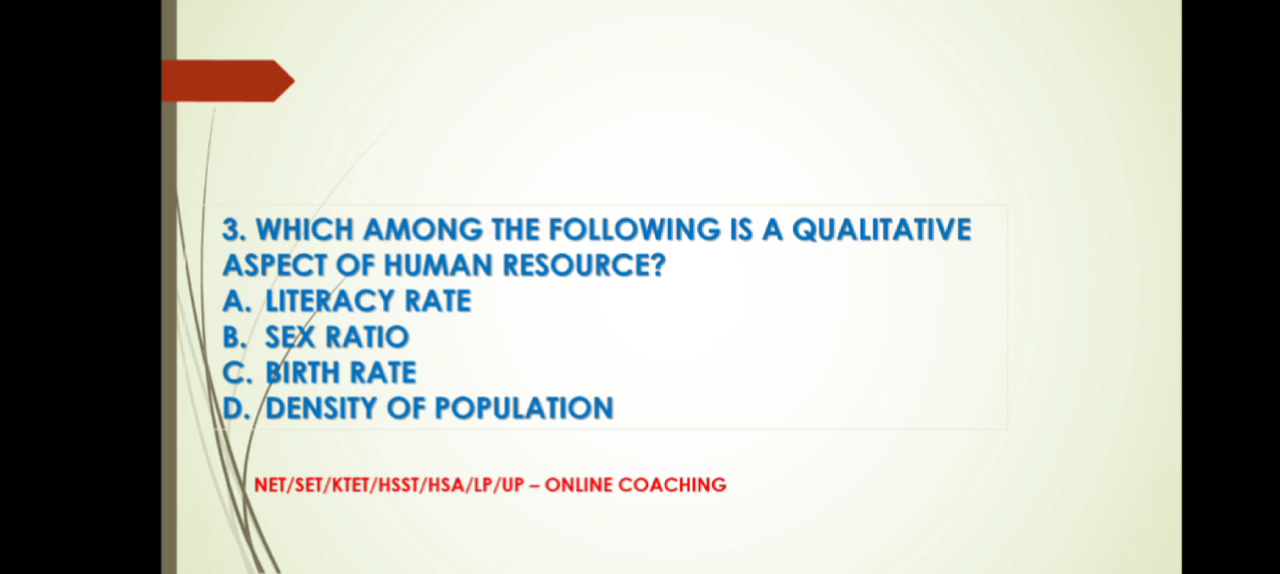 3. WHICH AMONG THE FOLLOWING IS A QUALITATIVE
ASPECT OF HUMAN RESOURCE?
A. LITERACY RATE
B. SEX RATIO
C. BIRTH RATE
D. DENSITY OF POPULATION
NET/SET/KTET/HSST/HSA/LP/UP – ONLINE COACHING